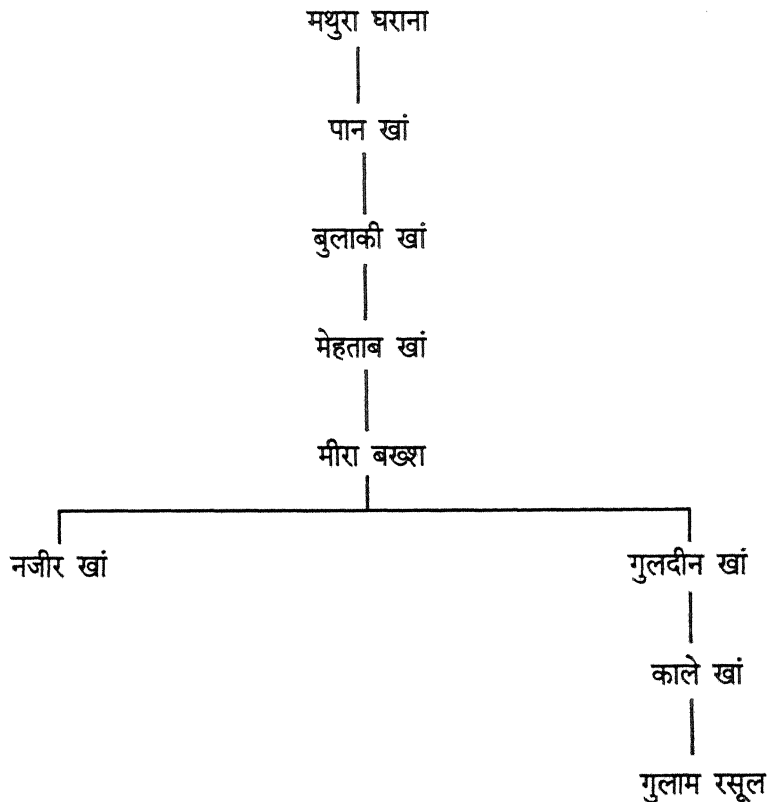 मथुरा घराना
पान खां
बुलाकी खां
मेहताब खां
मीरा बख्श
नजीर खां
गुलदीन खां
काले खां
गुलाम रसूल